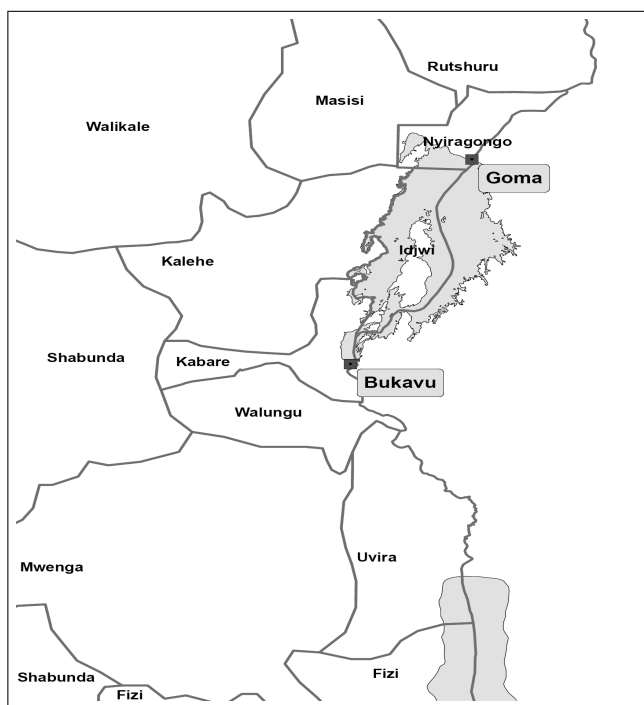 Rutshuru
Masisi
Walikale
Nyiragongo
Goma
Idjwi
Kalehe
Shabunda
Kabare
Bukavu
Walungu
Uvira
Mwenga
Fizi
Shabunda
Fizi